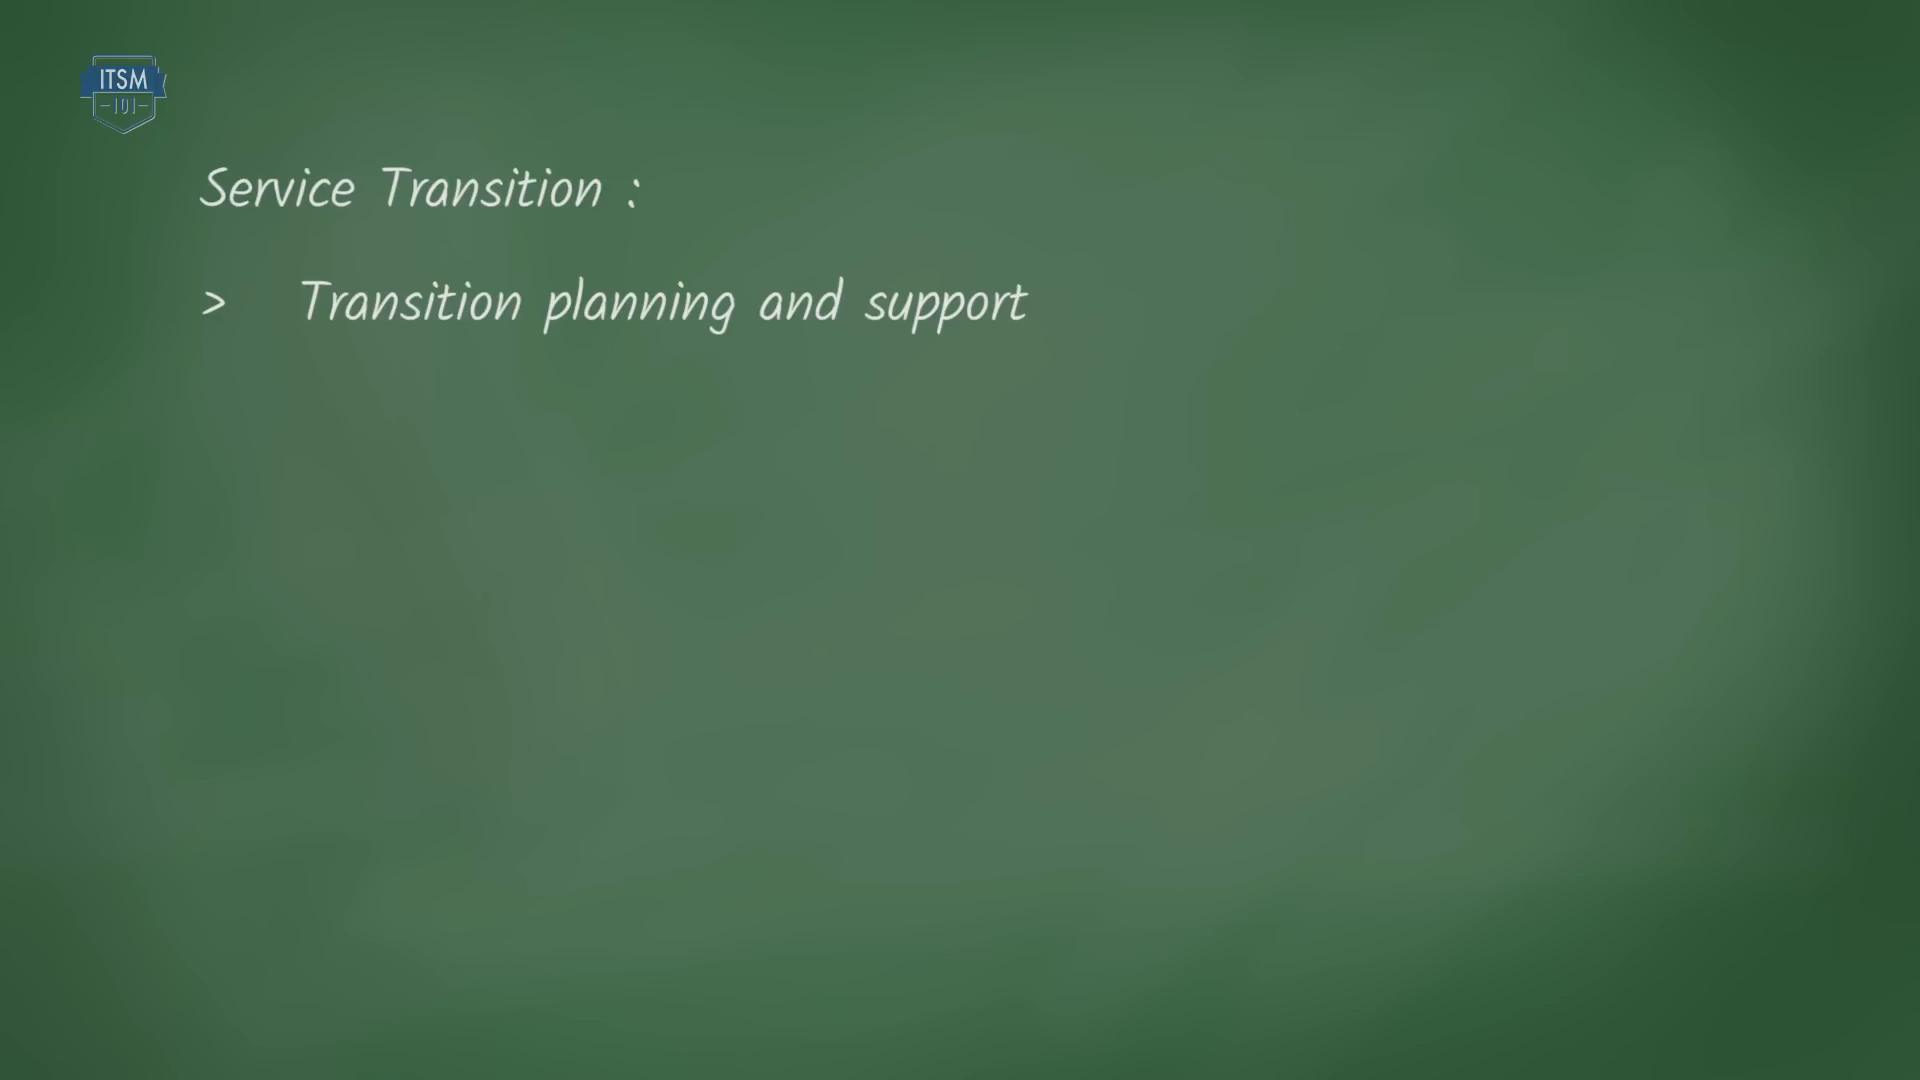 ITSM
-101-
Service Transition :
> Transition planning and support